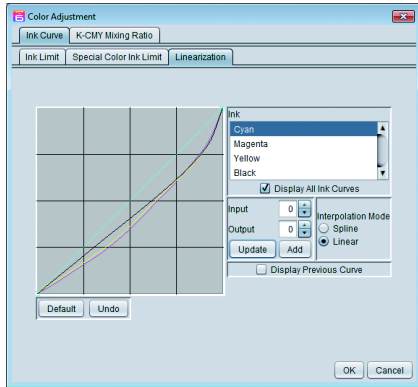 Color Adjustment
Ink Curve K-CMY Mixing Ratio
Ink Limit Special Color Ink Limit Linearization
Ink
Cyan
Magenta
Yellow
Black
Display All Ink Curves
Input 0
Output 0
Update Add
Interpolation Mode
Spline
Linear
Display Previous Curve
Default Undo
OK Cancel